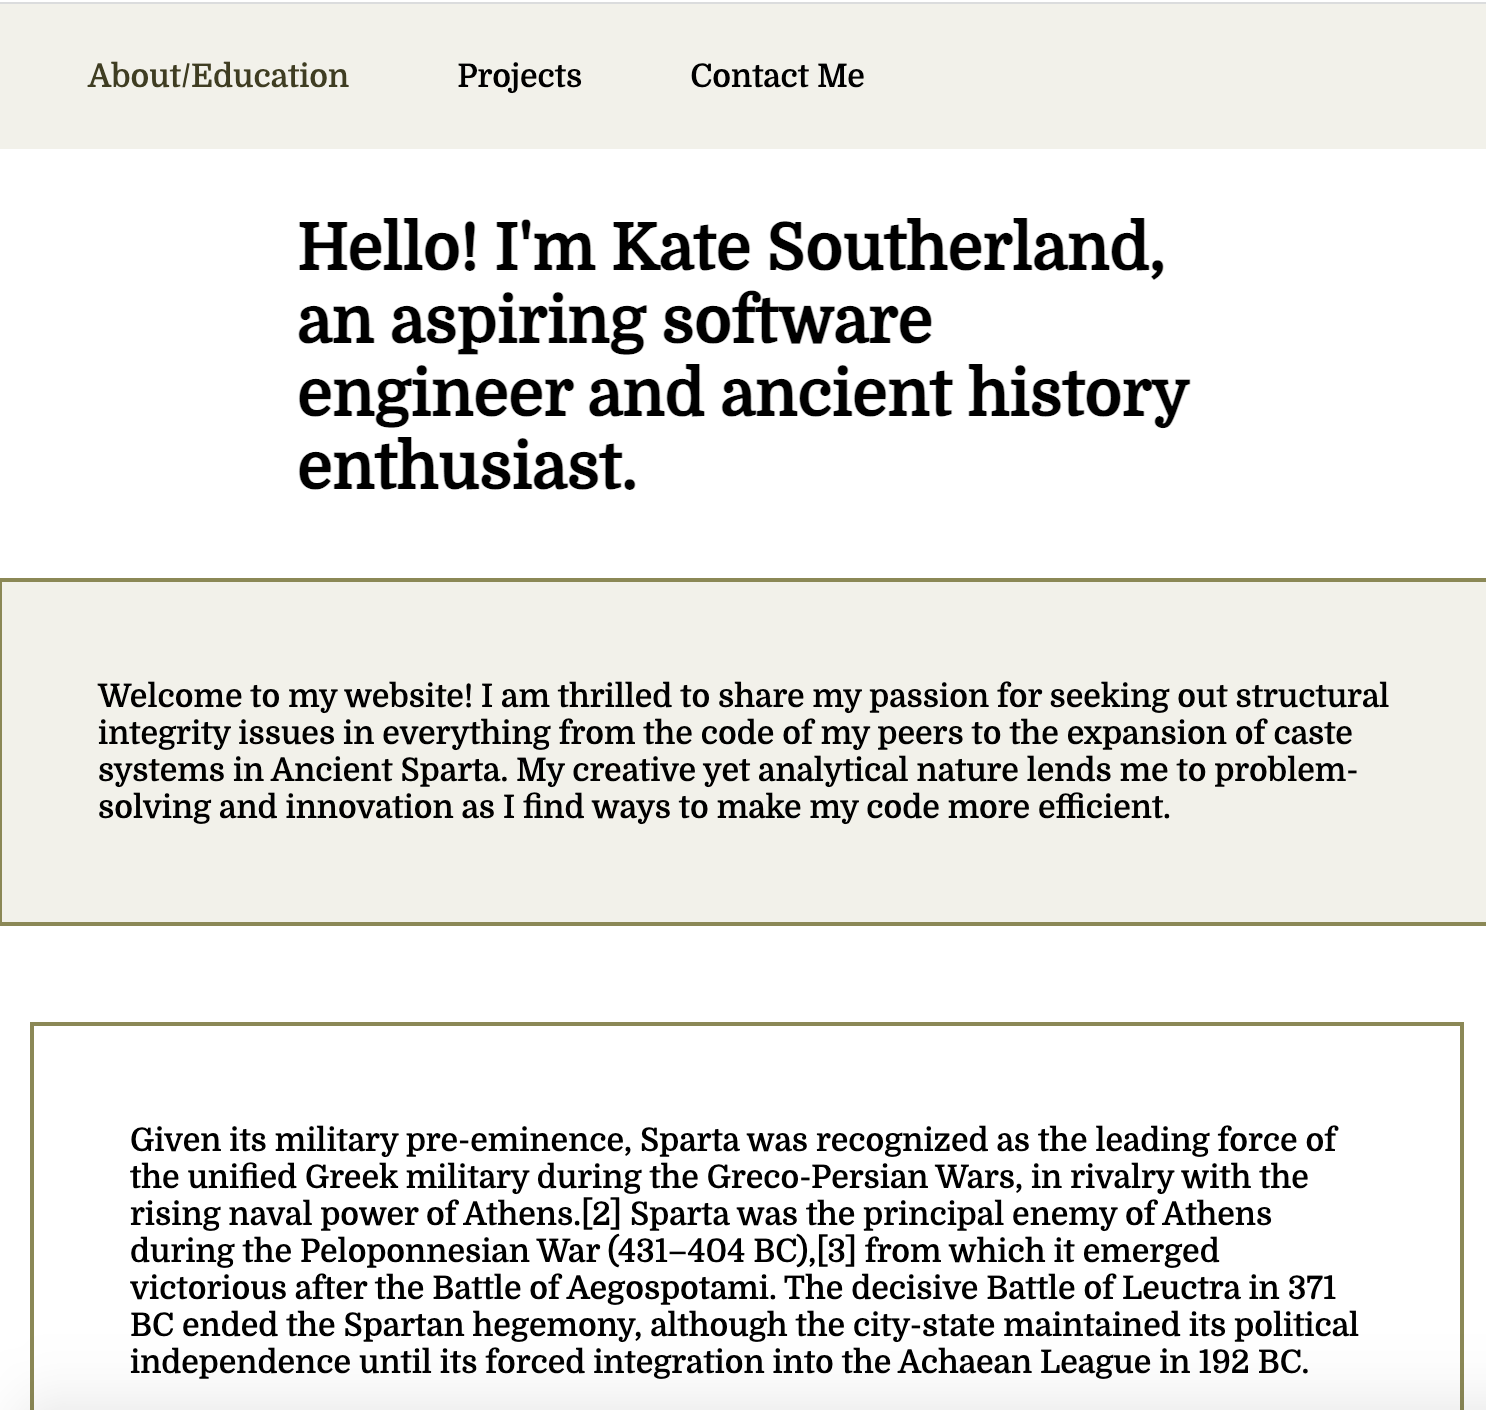 About/Education Projects Contact Me
Hello! I'm Kate Southerland,
an aspiring software
engineer and ancient history
enthusiast.
Welcome to my website! I am thrilled to share my passion for seeking out structural
integrity issues in everything from the code of my peers to the expansion of caste
systems in Ancient Sparta. My creative yet analytical nature lends me to problem-
solving and innovation as I find ways to make my code more efficient.
Given its military pre-eminence, Sparta was recognized as the leading force of
the unified Greek military during the Greco-Persian Wars, in rivalry with the
rising naval power of Athens.[2] Sparta was the principal enemy of Athens
during the Peloponnesian War (431–404 BC),[3] from which it emerged
victorious after the Battle of Aegospotami. The decisive Battle of Leuctra in 371
BC ended the Spartan hegemony, although the city-state maintained its political
independence until its forced integration into the Achaean League in 192 BC.